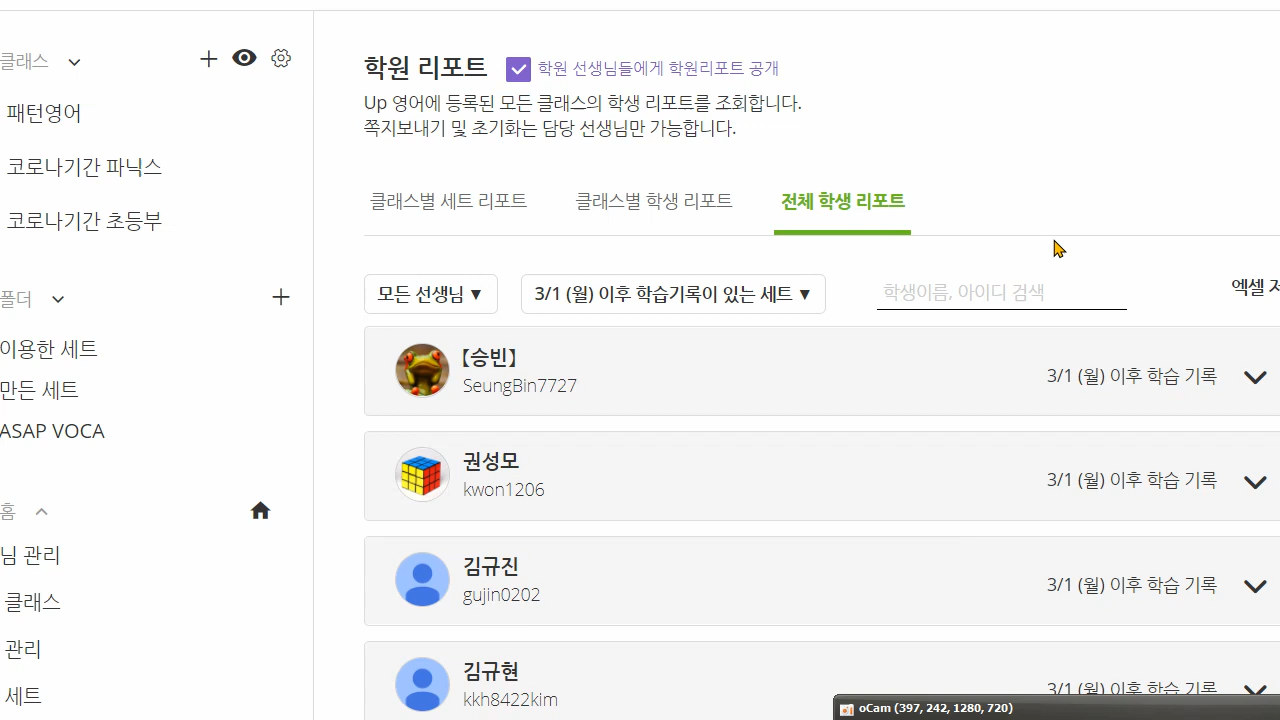 클래스
패턴영어
코로나기간 파닉스
코로나기간 초등부
폴더
이용한 세트
만든 세트
ASAP VOCA
홈
님 관리
클래스
관리
세트
학원 리포트
학원 선생님들에게 학원리포트 공개
Up 영어에 등록된 모든 클래스의 학생 리포트를 조회합니다.
쪽지보내기 및 초기화는 담당 선생님만 가능합니다.
클래스별 세트 리포트 클래스별 학생 리포트 전체 학생 리포트
모든 선생님 ▼ 3/1 (월) 이후 학습기록이 있는 세트 ▼ 학생이름, 아이디 검색 엑셀
【승빈】
SeungBin7727
3/1 (월) 이후 학습 기록
권성모
kwon1206
3/1 (월) 이후 학습 기록
김규진
gujin0202
3/1 (월) 이후 학습 기록
김규현
kkh8422kim
3/1 (월) 이후 학습 기록
oCam (397, 242, 1280, 720)